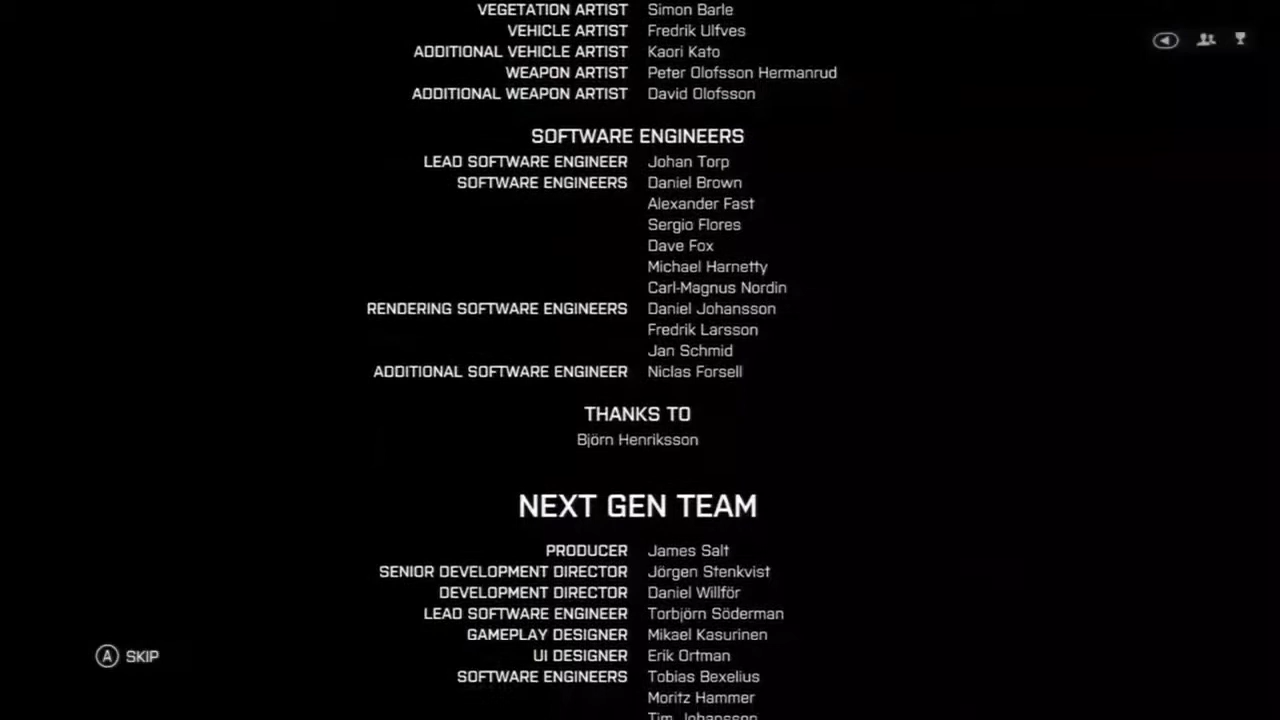 VEGETATION ARTIST Simon Barle
VEHICLE ARTIST Fredrik Ulfves
ADDITIONAL VEHICLE ARTIST Kaori Kato
WEAPON ARTIST Peter Olofsson Hermanrud
ADDITIONAL WEAPON ARTIST David Olofsson
SOFTWARE ENGINEERS
LEAD SOFTWARE ENGINEER Johan Torp
SOFTWARE ENGINEERS Daniel Brown
Alexander Fast
Sergio Flores
Dave Fox
Michael Harnetty
Carl-Magnus Nordin
RENDERING SOFTWARE ENGINEERS Daniel Johansson
Fredrik Larsson
Jan Schmid
ADDITIONAL SOFTWARE ENGINEER Niclas Forsell
THANKS TO
Björn Henriksson
NEXT GEN TEAM
PRODUCER James Salt
SENIOR DEVELOPMENT DIRECTOR Jörgen Stenkvist
DEVELOPMENT DIRECTOR Daniel Willför
LEAD SOFTWARE ENGINEER Torbjörn Söderman
GAMEPLAY DESIGNER Mikael Kasurinen
UI DESIGNER Erik Ortman
A SKIP
SOFTWARE ENGINEERS Tobias Bexelius
Moritz Hammer
Tim Johansson